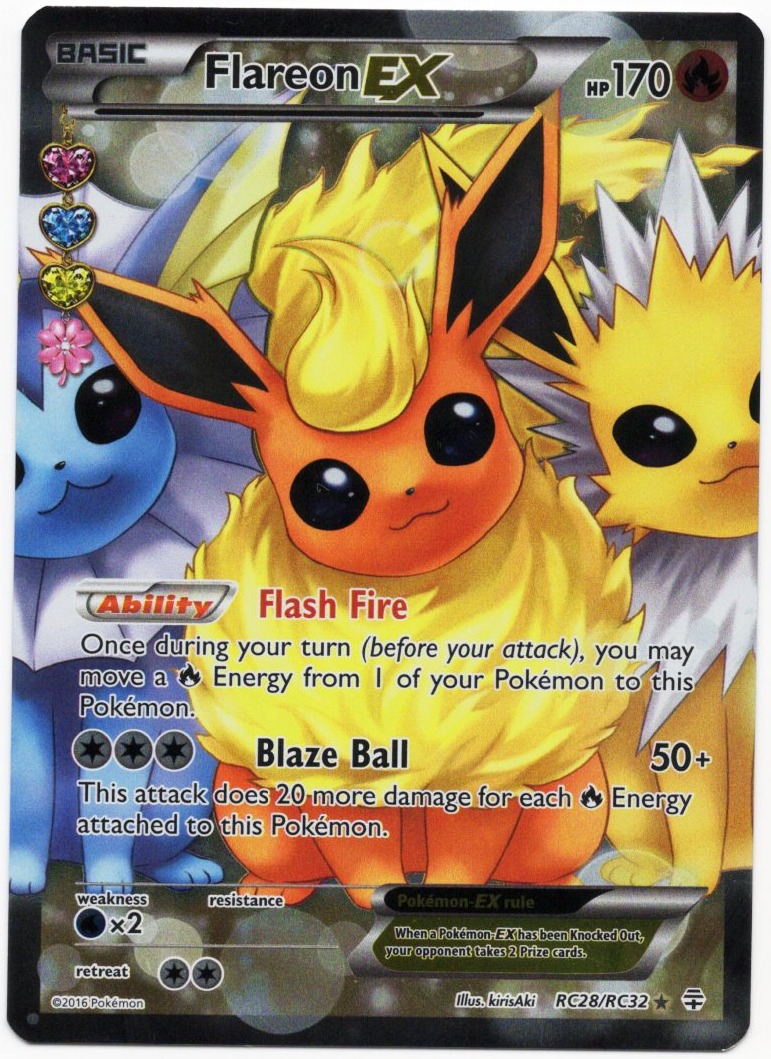 BASIC Flareon EX HP 170
Ability Flash Fire
Once during your turn (before your attack), you may
move a Energy from 1 of your Pokémon to this
Pokémon.
Blaze Ball 50+
This attack does 20 more damage for each Energy
attached to this Pokémon.
weakness resistance
×2
Pokémon-EX rule
When a Pokémon-EX has been Knocked Out,
your opponent takes 2 Prize cards.
retreat
©2016 Pokémon Illus. kirisAki RC28/RC32